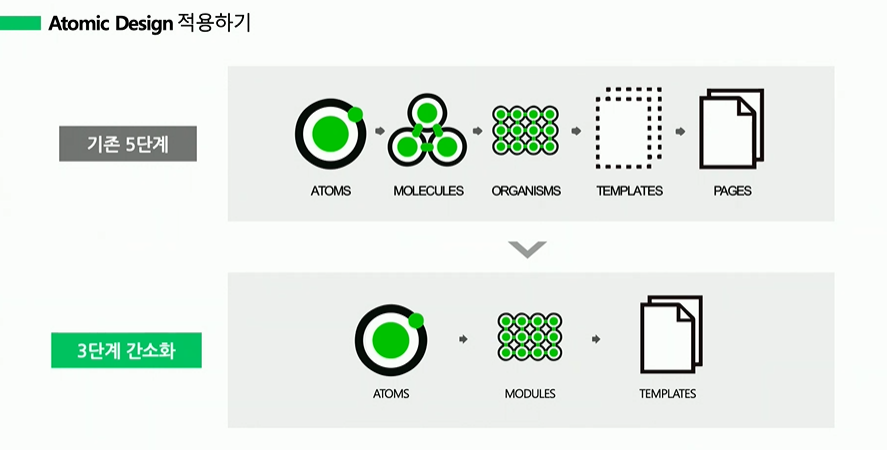 Atomic Design 적용하기
기존 5단계
ATOMS
MOLECULES
ORGANISMS
TEMPLATES
PAGES
3단계 간소화
ATOMS
MODULES
TEMPLATES